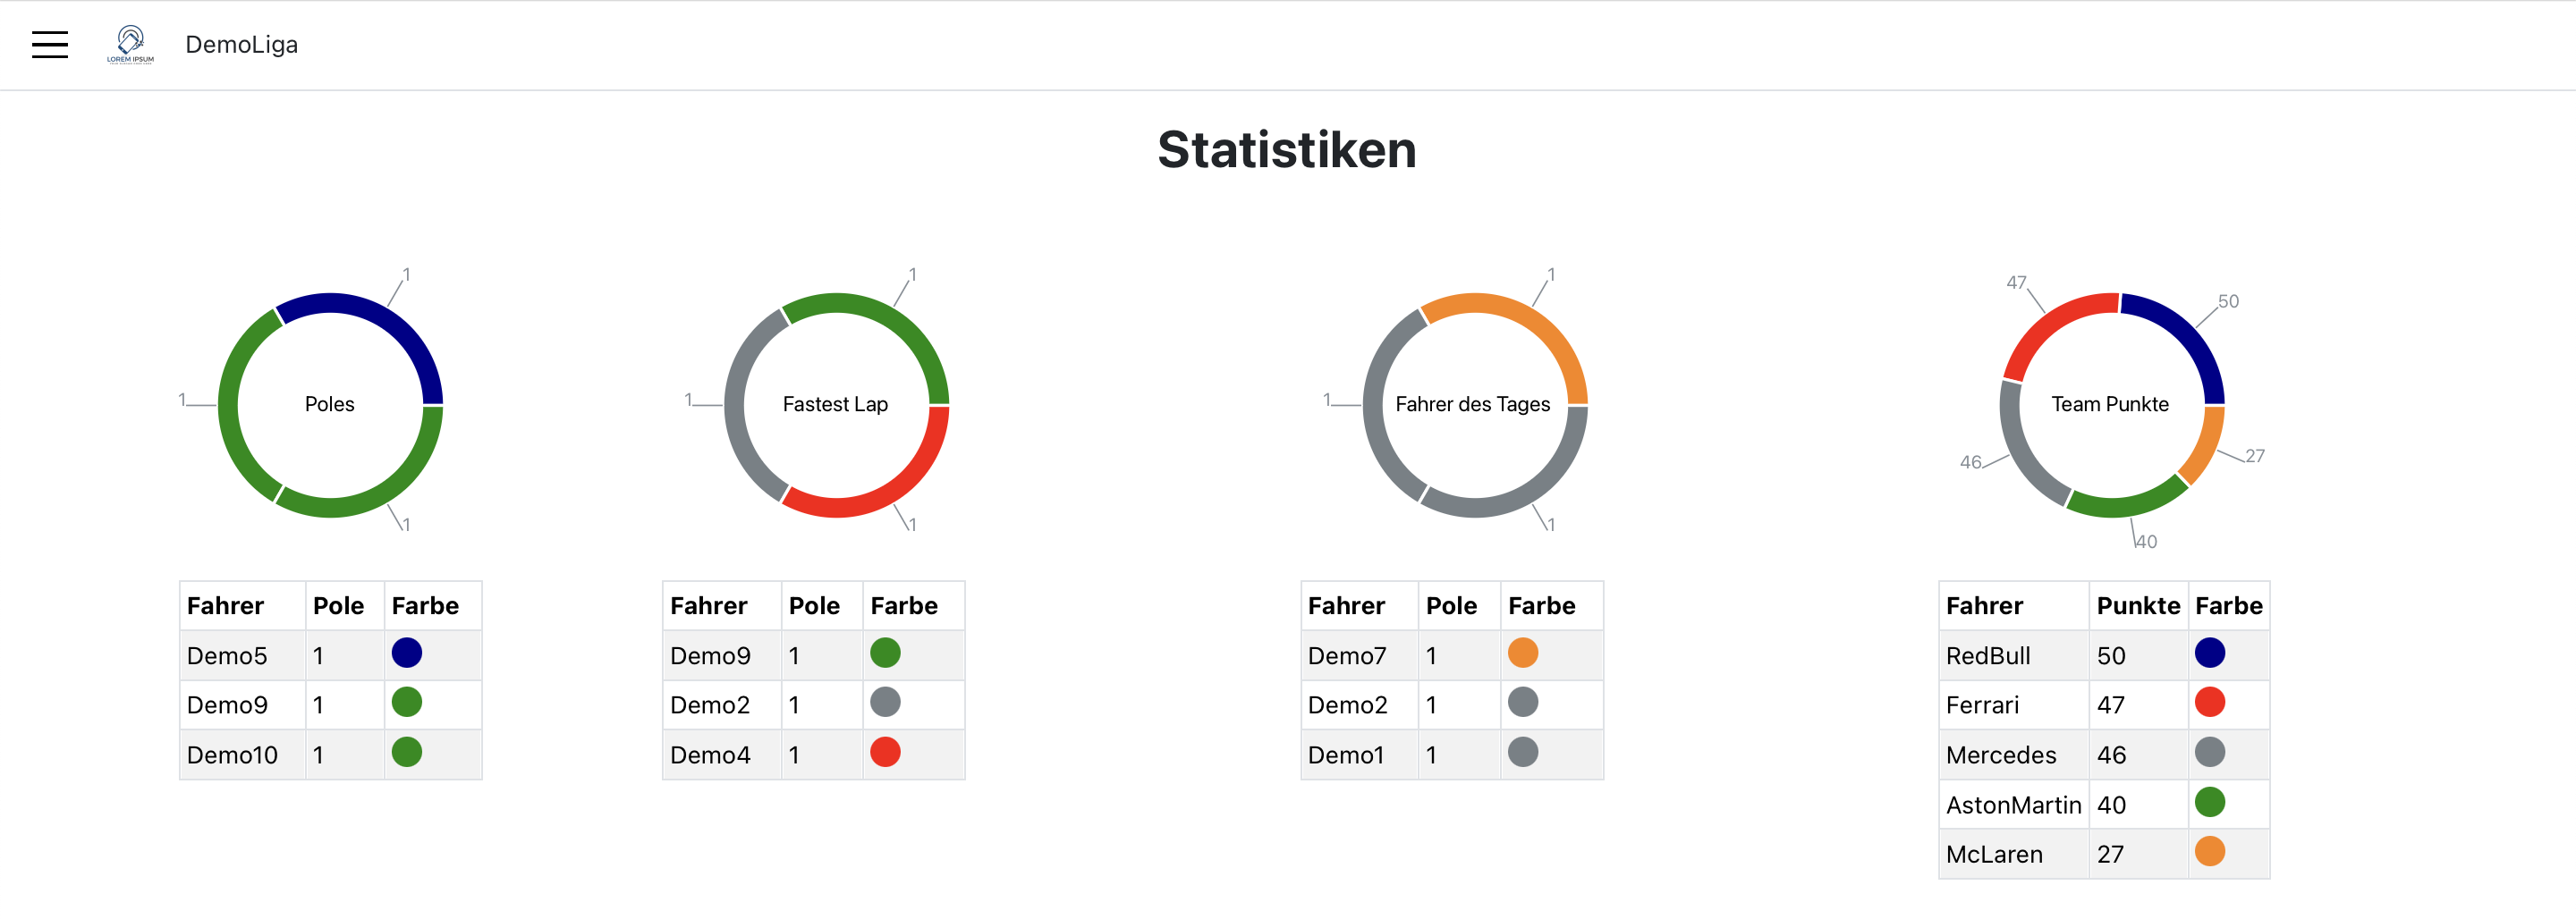 DemoLiga
LOREM IPSUM
Statistiken
1
1
1
Poles
1
1
1
Fastest Lap
1
1
1
Fahrer des Tages
47
50
46
27
40
Team Punkte
Fahrer Pole Farbe
Demo5 1
Demo9 1
Demo10 1
Fahrer Pole Farbe
Demo9 1
Demo2 1
Demo4 1
Fahrer Pole Farbe
Demo7 1
Demo2 1
Demo1 1
Fahrer Punkte Farbe
RedBull 50
Ferrari 47
Mercedes 46
AstonMartin 40
McLaren 27